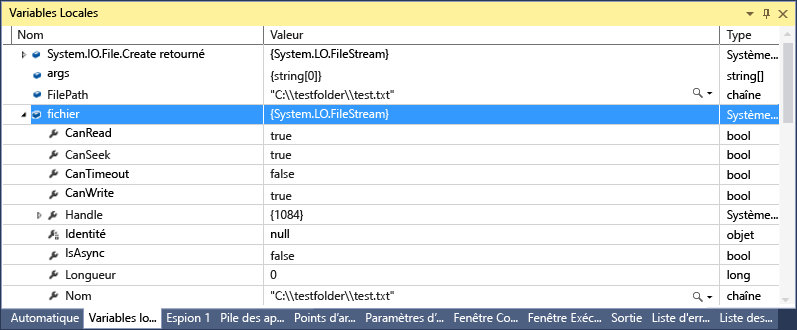 Variables Locales
Nom Valeur Type
System.IO.File.Create retourné {System.LO.FileStream} Système...
args {string[0]} string[]
FilePath "C:\\testfolder\\test.txt" chaîne
fichier {System.LO.FileStream} Système...
CanRead true bool
CanSeek true bool
CanTimeout false bool
CanWrite true bool
Handle {1084} Système...
Identité null objet
IsAsync false bool
Longueur 0 long
Nom "C:\\testfolder\\test.txt" chaîne
Automatique Variables lo... Espion 1 Pile des ap... Points d'ar... Paramètres d'... Fenêtre Co... Fenêtre Exéc... Sortie Liste d'err... Liste des...